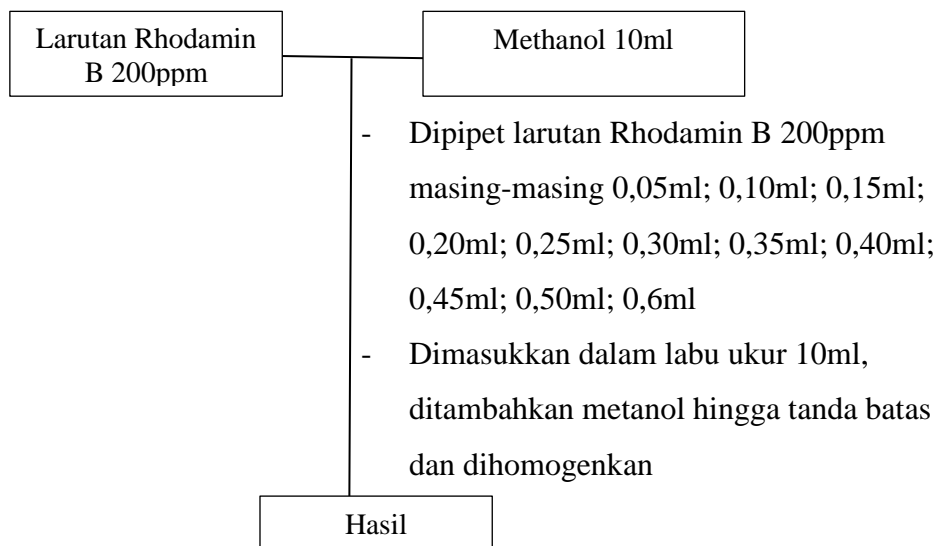 Larutan Rhodamin
B 200ppm
Methanol 10ml
- Dipipet larutan Rhodamin B 200ppm
masing-masing 0,05ml; 0,10ml; 0,15ml;
0,20ml; 0,25ml; 0,30ml; 0,35ml; 0,40ml;
0,45ml; 0,50ml; 0,6ml
- Dimasukkan dalam labu ukur 10ml,
ditambahkan metanol hingga tanda batas
dan dihomogenkan
Hasil